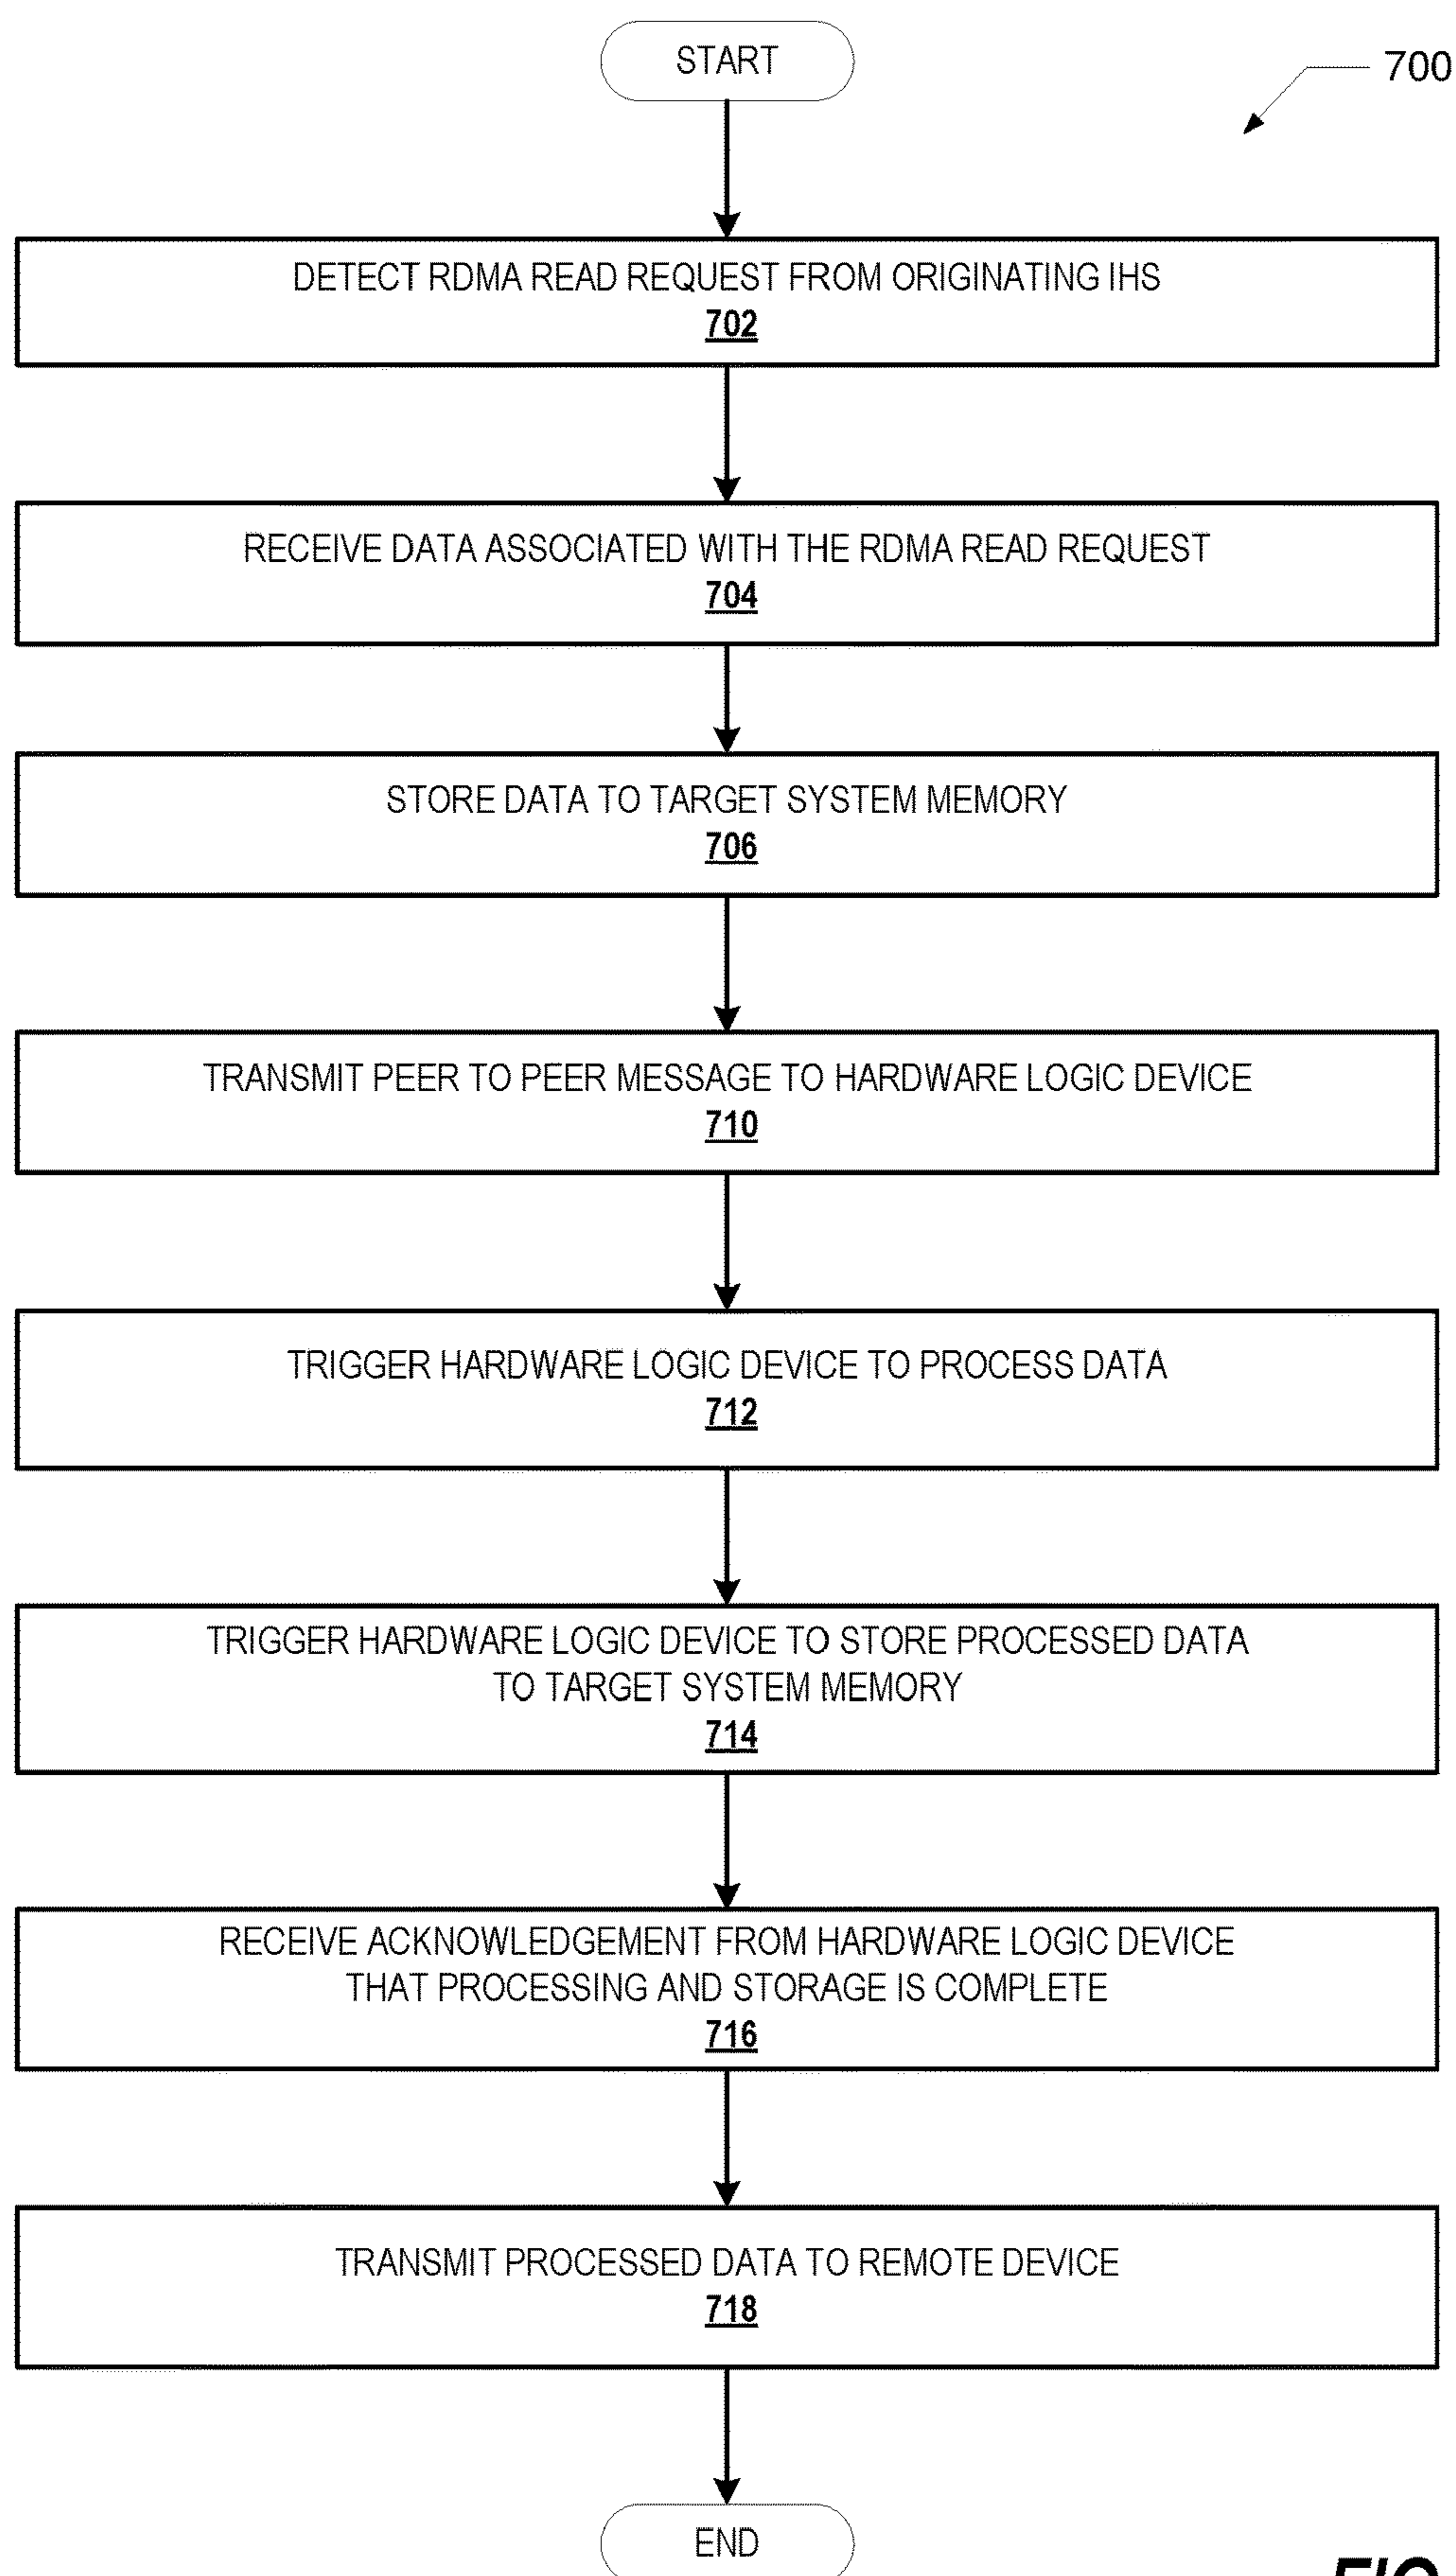 START
700
DETECT RDMA READ REQUEST FROM ORIGINATING IHS
702
RECEIVE DATA ASSOCIATED WITH THE RDMA READ REQUEST
704
STORE DATA TO TARGET SYSTEM MEMORY
706
TRANSMIT PEER TO PEER MESSAGE TO HARDWARE LOGIC DEVICE
710
TRIGGER HARDWARE LOGIC DEVICE TO PROCESS DATA
712
TRIGGER HARDWARE LOGIC DEVICE TO STORE PROCESSED DATA
TO TARGET SYSTEM MEMORY
714
RECEIVE ACKNOWLEDGEMENT FROM HARDWARE LOGIC DEVICE
THAT PROCESSING AND STORAGE IS COMPLETE
716
TRANSMIT PROCESSED DATA TO REMOTE DEVICE
718
END